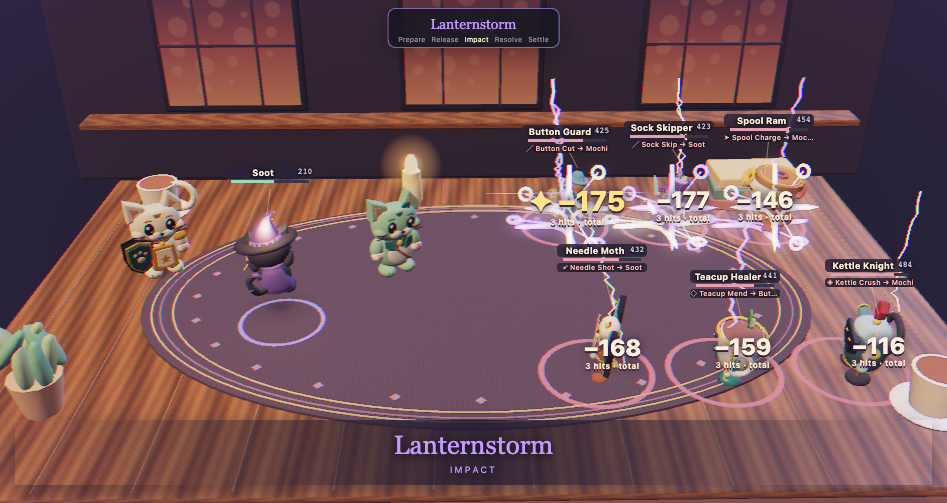 Lanternstorm
Prepare Release Impact Resolve Settle
Button Guard 425
Button Cut → Mochi
Sock Skipper 423
Sock Skip → Soot
Spool Ram 454
Spool Charge → Moc...
Soot 210
−175
3 hits · total
−177
3 hits · total
−146
3 hits · total
Needle Moth 432
Needle Shot → Soot
Teacup Healer 441
Teacup Mend → But...
Kettle Knight 484
Kettle Crush → Mochi
−168
3 hits · total
−159
3 hits · total
−116
3 hits · total
Lanternstorm
IMPACT